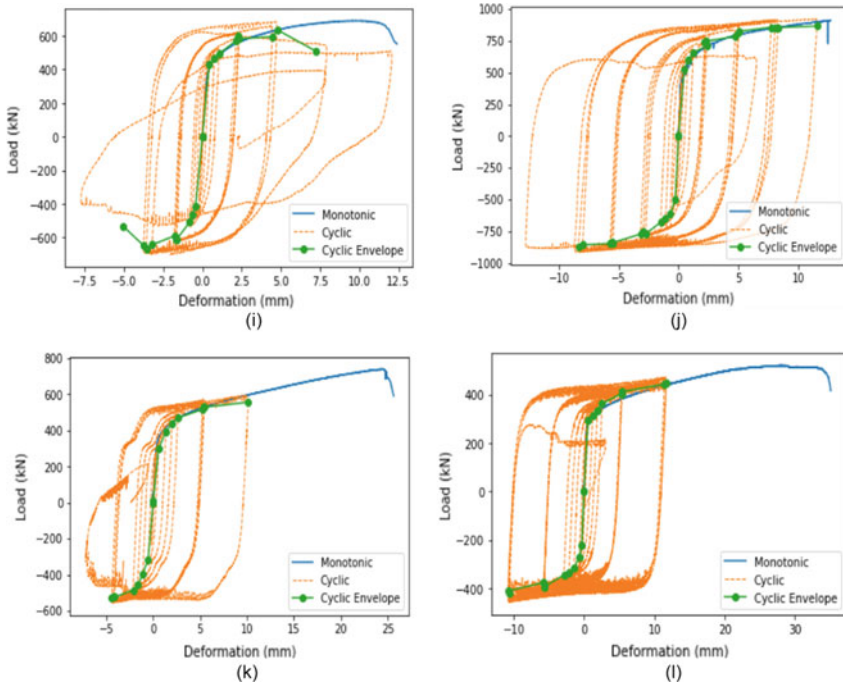 600
400
200
0
−200
−400
−600
Load (kN)
Monotonic
Cyclic
Cyclic Envelope
−7.5 −5.0 −2.5 0.0 2.5 5.0 7.5 10.0 12.5
Deformation (mm)
(i)
1000
750
500
250
0
−250
−500
−750
−1000
Load (kN)
Monotonic
Cyclic
Cyclic Envelope
−10 −5 0 5 10
Deformation (mm)
(j)
800
600
400
200
0
−200
−400
−600
Load (kN)
Monotonic
Cyclic
Cyclic Envelope
−5 0 5 10 15 20 25
Deformation (mm)
(k)
400
200
0
−200
−400
Load (kN)
Monotonic
Cyclic
Cyclic Envelope
−10 0 10 20 30
Deformation (mm)
(l)